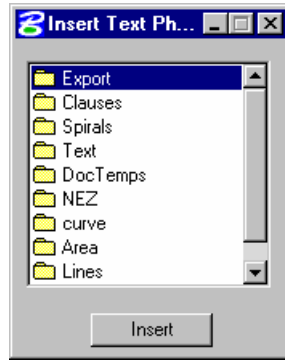 Insert Text Ph...
Export
Clauses
Spirals
Text
DocTemps
NEZ
curve
Area
Lines
Insert